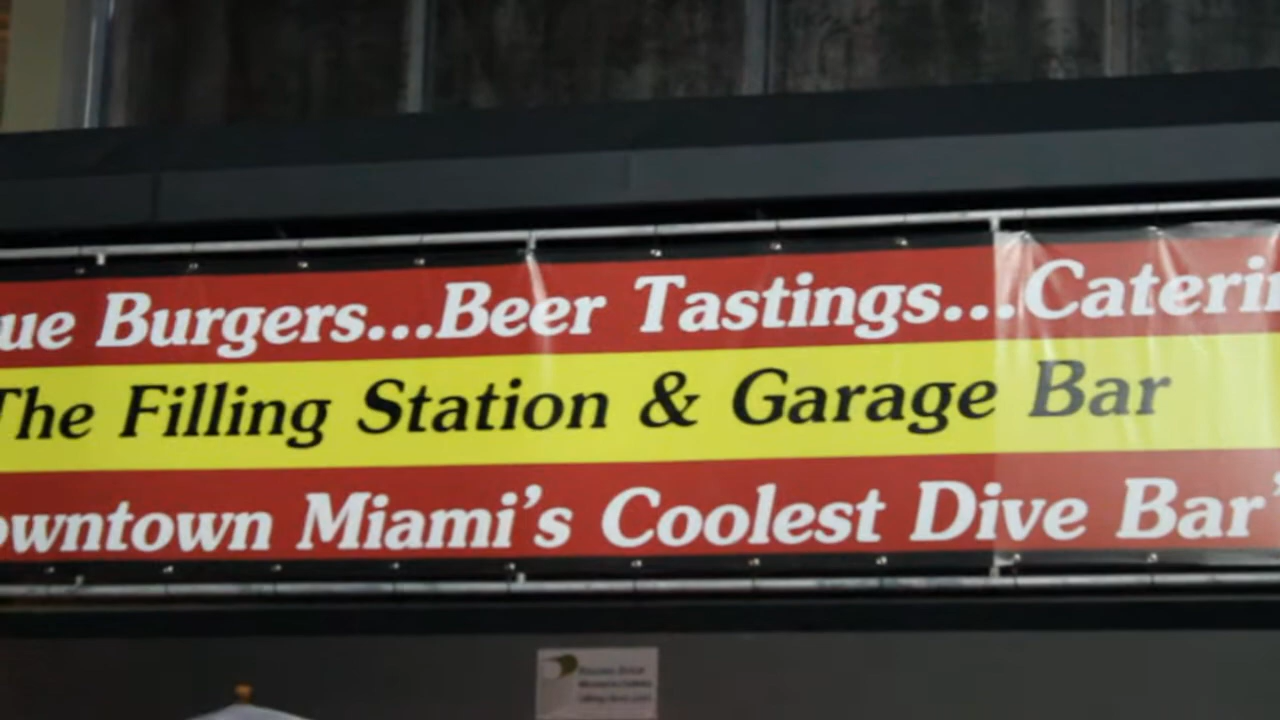 ue Burgers...Beer Tastings...Caterin
The Filling Station & Garage Bar
owntown Miami's Coolest Dive Bar"